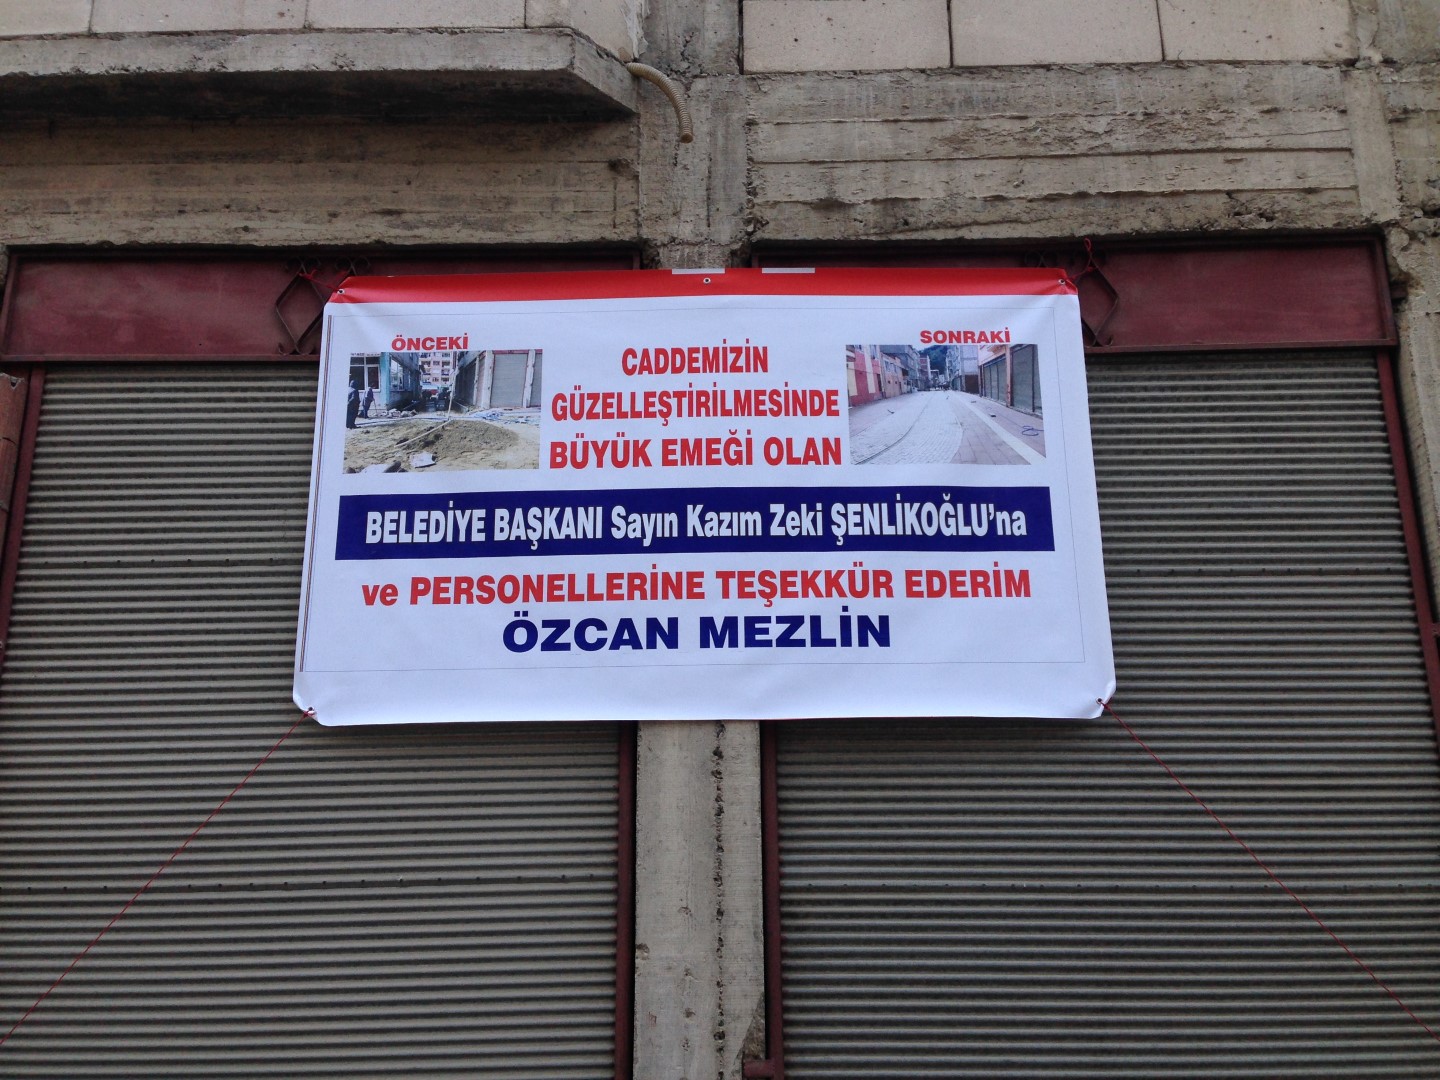 ÖNCEKİ
SONRAKİ
CADDEMİZİN
GÜZELLEŞTİRİLMESİNDE
BÜYÜK EMEĞİ OLAN
BELEDİYE BAŞKANI Sayın Kazım Zeki ŞENLİKOĞLU'na
ve PERSONELLERİNE TEŞEKKÜR EDERİM
ÖZCAN MEZLİN